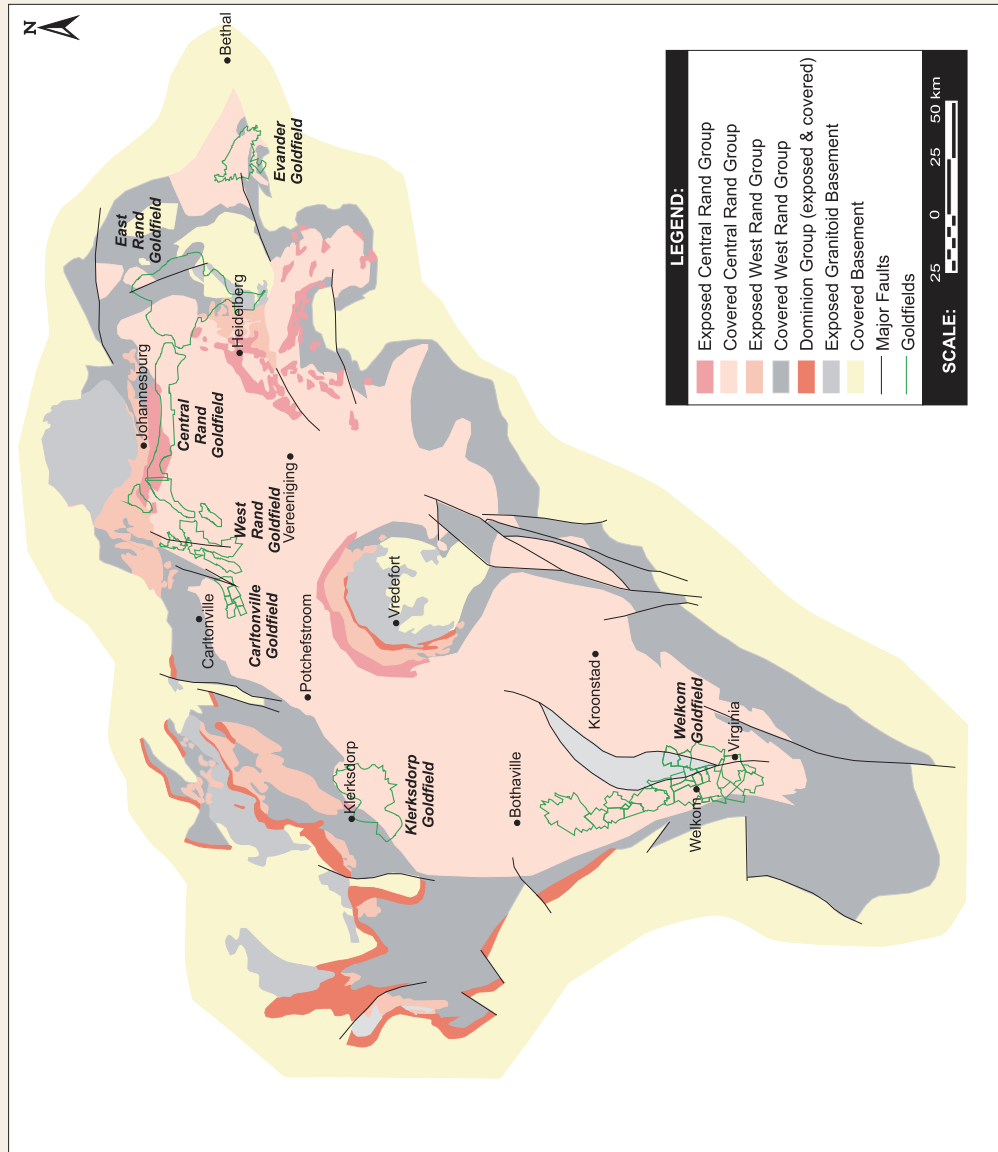 N
Bethal
Evander
Goldfield
East
Rand
Goldfield
Johannesburg
Heidelberg
Central
Rand
Goldfield
West
Rand
Goldfield
Vereeniging
Carltonville
Carltonville
Goldfield
Potchefstroom
Vredefort
Klerksdorp
Klerksdorp
Goldfield
Kroonstad
Bothaville
Welkom
Goldfield
Virginia
Welkom
LEGEND:
Exposed Central Rand Group
Covered Central Rand Group
Exposed West Rand Group
Covered West Rand Group
Dominion Group (exposed & covered)
Exposed Granitoid Basement
Covered Basement
Major Faults
Goldfields
SCALE:
25 0 25 50 km